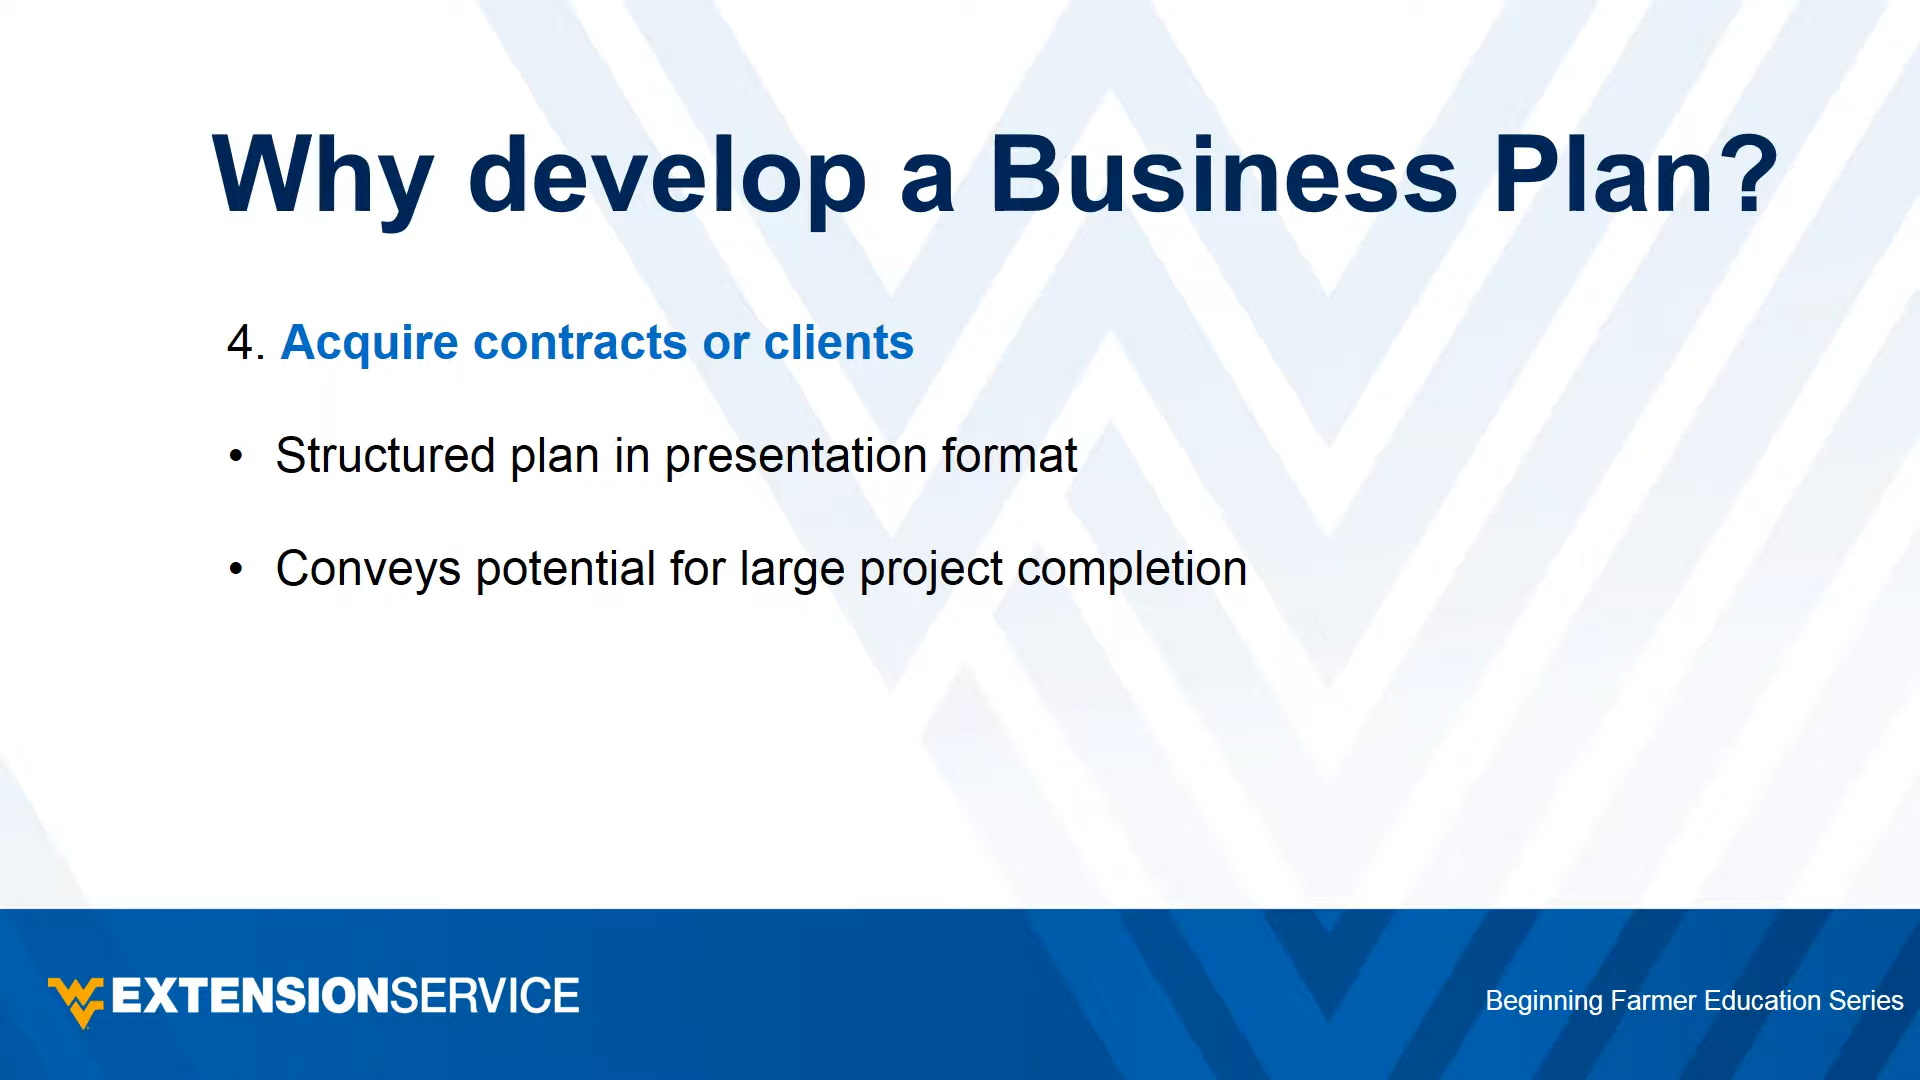 Why develop a Business Plan?
4. Acquire contracts or clients
• Structured plan in presentation format
• Conveys potential for large project completion
WV EXTENSIONSERVICE
Beginning Farmer Education Series